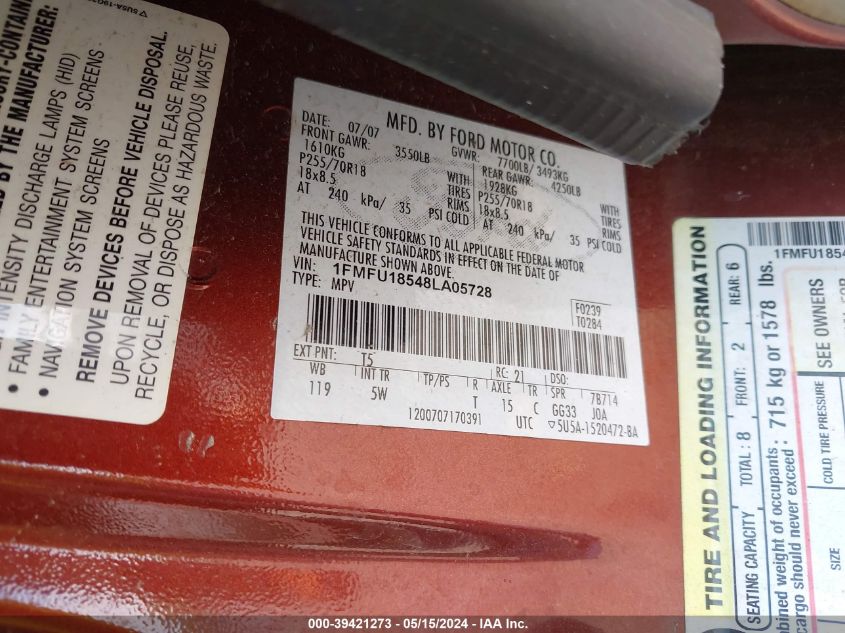 5U5A-19G3
RCURY-CONTAIN
D BY THE MANUFACTURER:
INTENSITY DISCHARGE LAMPS (HID)
• FAMILY ENTERTAINMENT SYSTEM SCREENS
• NAVIGATION SYSTEM SCREENS
REMOVE DEVICES BEFORE VEHICLE DISPOSAL.
UPON REMOVAL OF DEVICES PLEASE REUSE,
RECYCLE, OR DISPOSE AS HAZARDOUS WASTE.
MFD. BY FORD MOTOR CO.
DATE: 07/07 GVWR: 7700LB/ 3493KG
FRONT GAWR: 3550LB REAR GAWR: 4250LB
1610KG WITH 1928KG WITH
P255/70R18 TIRES P255/70R18 TIRES
18x8.5 RIMS 18x8.5 RIMS
AT 240 kPa/ 35 PSI COLD AT 240 kPa/ 35 PSI COLD
THIS VEHICLE CONFORMS TO ALL APPLICABLE FEDERAL MOTOR
VEHICLE SAFETY STANDARDS IN EFFECT ON THE DATE OF
MANUFACTURE SHOWN ABOVE.
VIN: 1FMFU18548LA05728
TYPE: MPV
F0239
T0284
EXT PNT: T5 RC: 21 DSO:
WB INT TR TP/PS R AXLE TR SPR 7B714
119 5W T 15 C GG33 J0A
1200707170391 UTC ▽5U5A-1520472-BA
TIRE AND LOADING INFORMATION
1FMFU1854
SEATING CAPACITY TOTAL: 8 FRONT: 2 REAR: 6
bined weight of occupants :
cargo should never exceed : 715 kg or 1578 lbs.
SIZE COLD TIRE PRESSURE SEE OWNERS
000-39421273 - 05/15/2024 - IAA Inc.